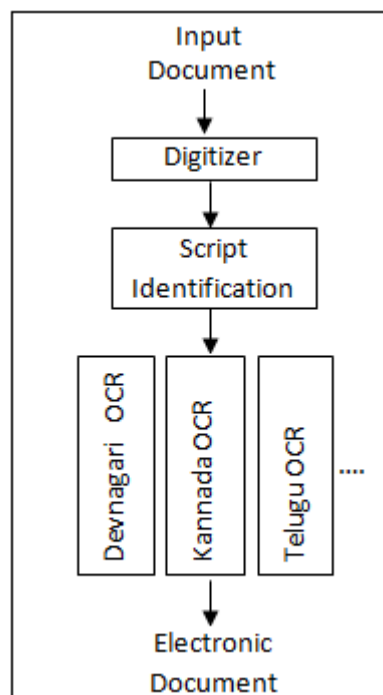 Input
Document
Digitizer
Script
Identification
Devnagari OCR
Kannada OCR
Telugu OCR
....
Electronic
Document